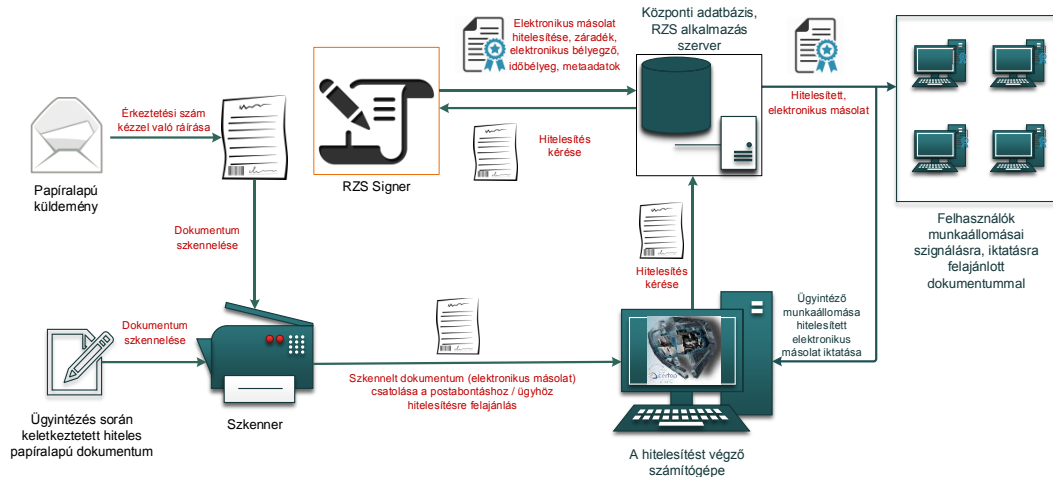 Elektronikus másolat
hitelesítése, záradék,
elektronikus bélyegző,
időbélyeg, metaadatok
Központi adatbázis,
RZS alkalmazás
szerver
Érkeztetési szám
kézzel való ráírása
Hitelesített,
elektronikus másolat
Hitelesítés
kérése
Papíralapú
küldemény
RZS Signer
Felhasználók
munkaállomásai
szignálásra, iktatásra
felajánlott
dokumentummal
Dokumentum
szkennelése
Hitelesítés
kérése
Dokumentum
szkennelése
Ügyintéző
munkaállomása
hitelesített
elektronikus
másolat iktatása
Szkennelt dokumentum (elektronikus másolat)
csatolása a postabontáshoz / ügyhöz
hitelesítésre felajánlás
Ügyintézés során
keletkeztetett hiteles
papíralapú dokumentum
Szkenner
A hitelesítést végző
számítógépe